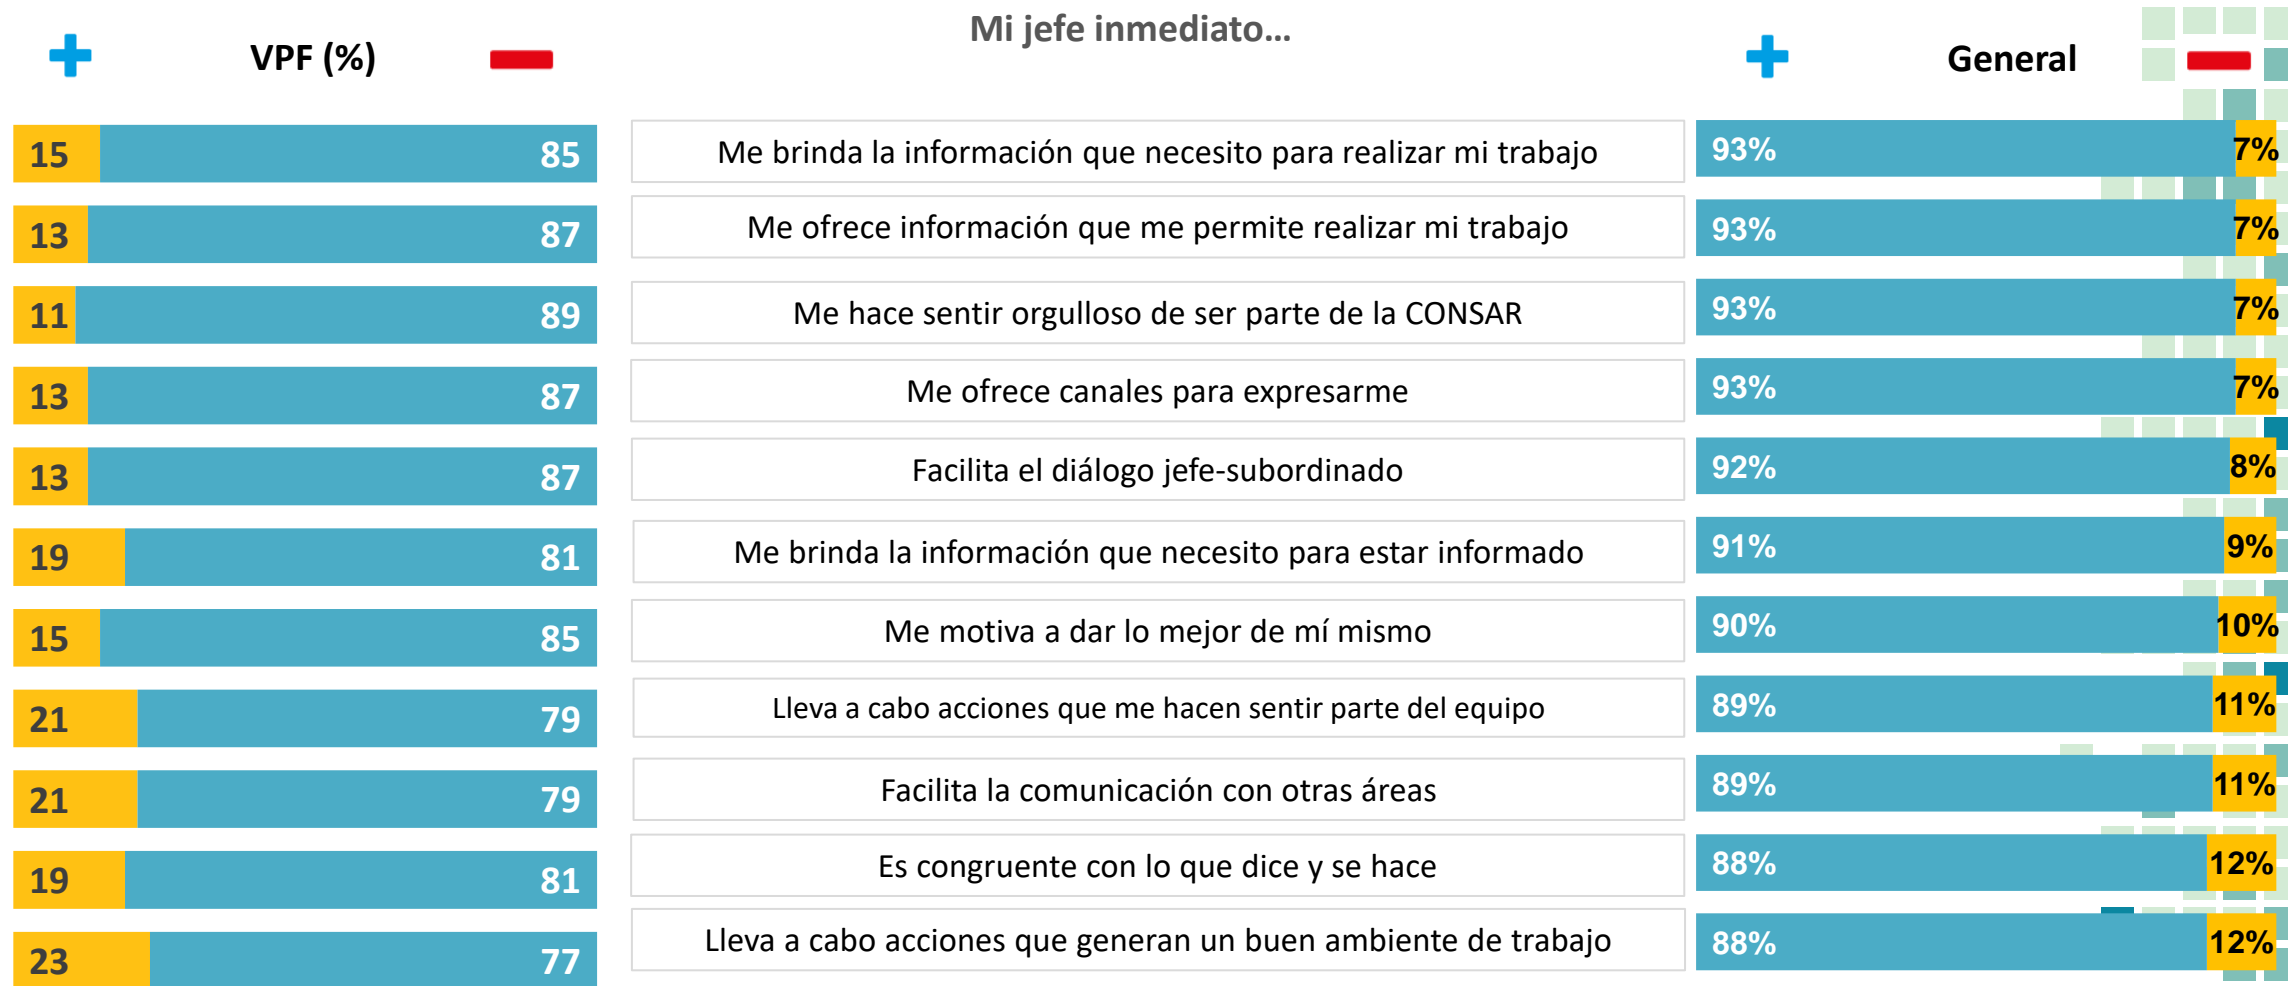 Mi jefe inmediato...
VPF (%)
General
15 85 Me brinda la información que necesito para realizar mi trabajo 93% 7%
13 87 Me ofrece información que me permite realizar mi trabajo 93% 7%
11 89 Me hace sentir orgulloso de ser parte de la CONSAR 93% 7%
13 87 Me ofrece canales para expresarme 93% 7%
13 87 Facilita el diálogo jefe-subordinado 92% 8%
19 81 Me brinda la información que necesito para estar informado 91% 9%
15 85 Me motiva a dar lo mejor de mí mismo 90% 10%
21 79 Lleva a cabo acciones que me hacen sentir parte del equipo 89% 11%
21 79 Facilita la comunicación con otras áreas 89% 11%
19 81 Es congruente con lo que dice y se hace 88% 12%
23 77 Lleva a cabo acciones que generan un buen ambiente de trabajo 88% 12%